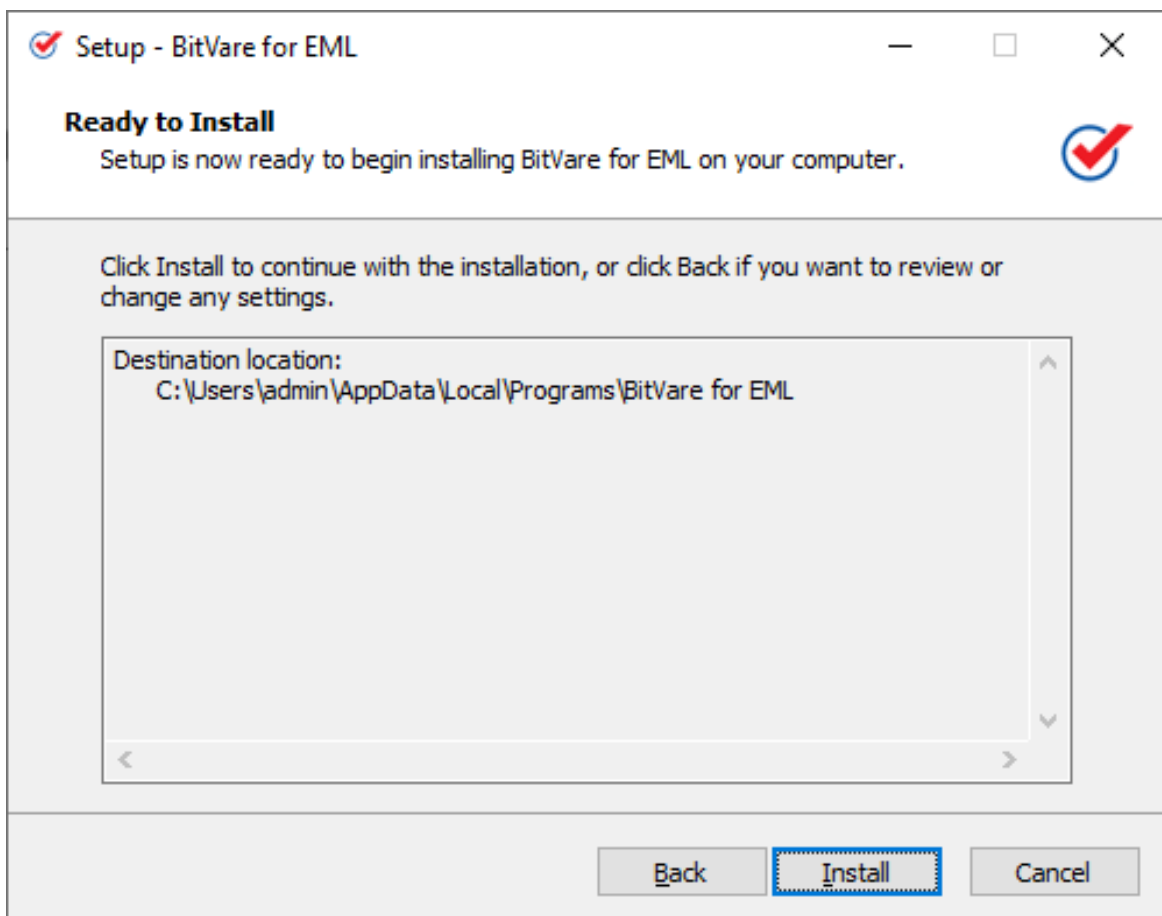 Setup - BitVare for EML
Ready to Install
Setup is now ready to begin installing BitVare for EML on your computer.
Click Install to continue with the installation, or click Back if you want to review or
change any settings.
Destination location:
C:\Users\admin\AppData\Local\Programs\BitVare for EML
Back
Install
Cancel